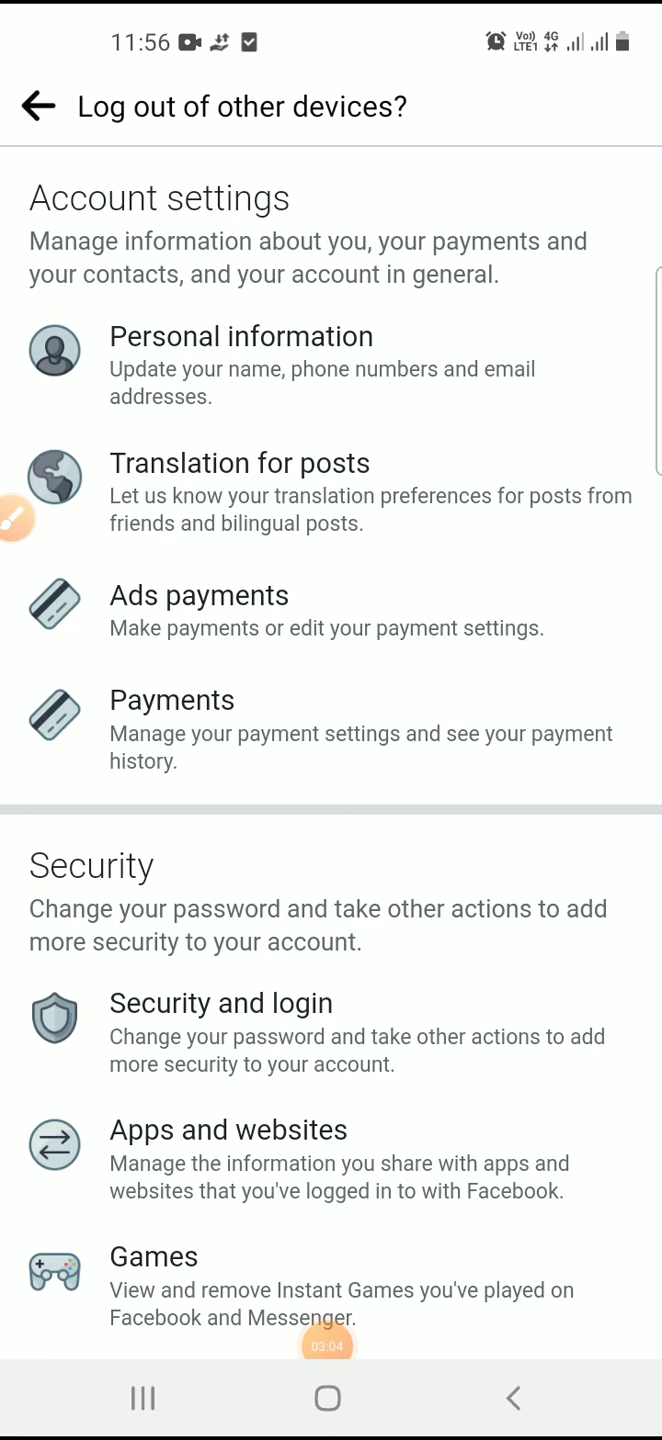 11:56
Vo)) 4G
LTE1
Log out of other devices?
Account settings
Manage information about you, your payments and
your contacts, and your account in general.
Personal information
Update your name, phone numbers and email
addresses.
Translation for posts
Let us know your translation preferences for posts from
friends and bilingual posts.
Ads payments
Make payments or edit your payment settings.
Payments
Manage your payment settings and see your payment
history.
Security
Change your password and take other actions to add
more security to your account.
Security and login
Change your password and take other actions to add
more security to your account.
Apps and websites
Manage the information you share with apps and
websites that you've logged in to with Facebook.
Games
View and remove Instant Games you've played on
Facebook and Messenger.
03:04